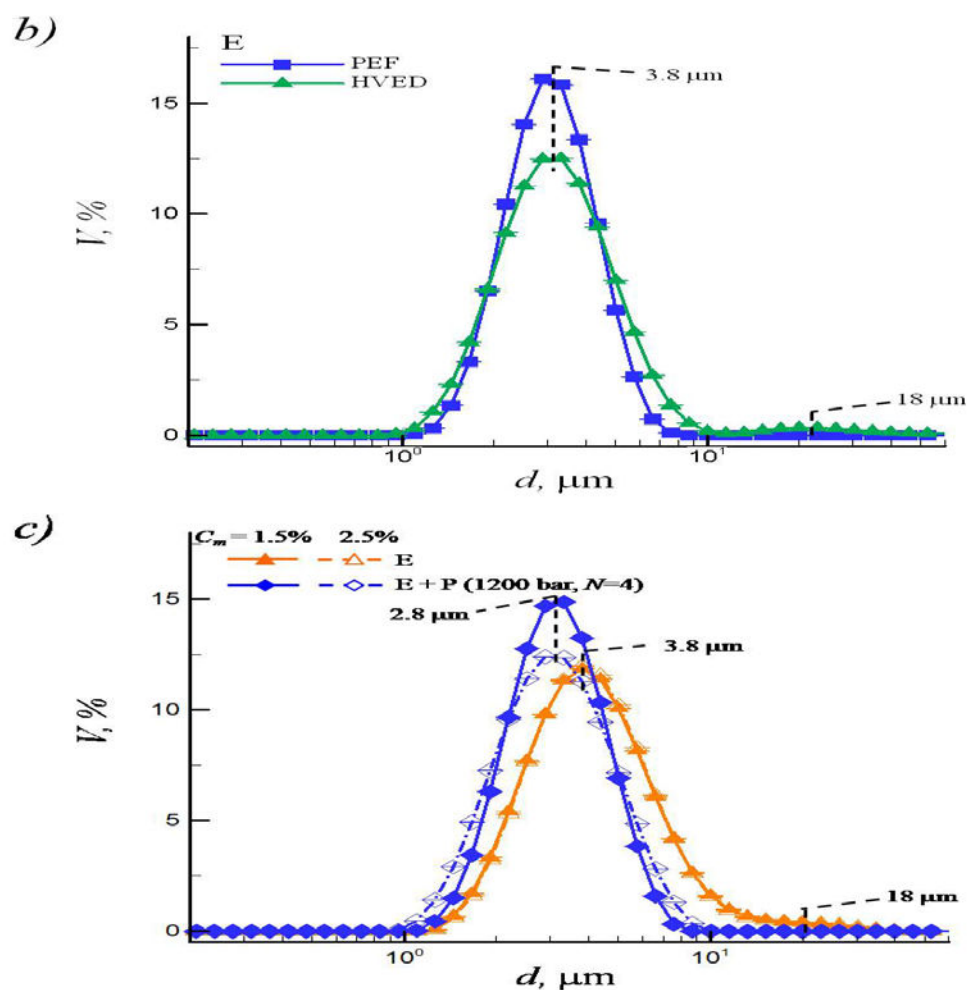 b)
E
PEF
HVED
3.8 μm
15
10
5
0
V,%
18 μm
10⁰
10¹
d, μm
c)
Cₘ = 1.5% 2.5%
E
E + P (1200 bar, N=4)
15
2.8 μm
3.8 μm
10
V,%
5
18 μm
0
10⁰
10¹
d, μm